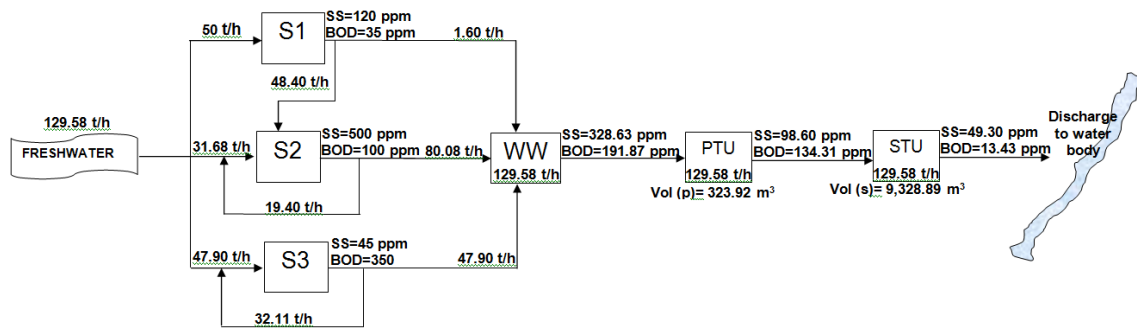 50 t/h
S1
SS=120 ppm
BOD=35 ppm
1.60 t/h
48.40 t/h
129.58 t/h
FRESHWATER
31.68 t/h
S2
SS=500 ppm
BOD=100 ppm
80.08 t/h
19.40 t/h
WW
129.58 t/h
SS=328.63 ppm
BOD=191.87 ppm
PTU
129.58 t/h
Vol (p)= 323.92 m³
SS=98.60 ppm
BOD=134.31 ppm
STU
129.58 t/h
Vol (s)= 9,328.89 m³
SS=49.30 ppm
BOD=13.43 ppm
Discharge
to water
body
47.90 t/h
S3
SS=45 ppm
BOD=350
47.90 t/h
32.11 t/h